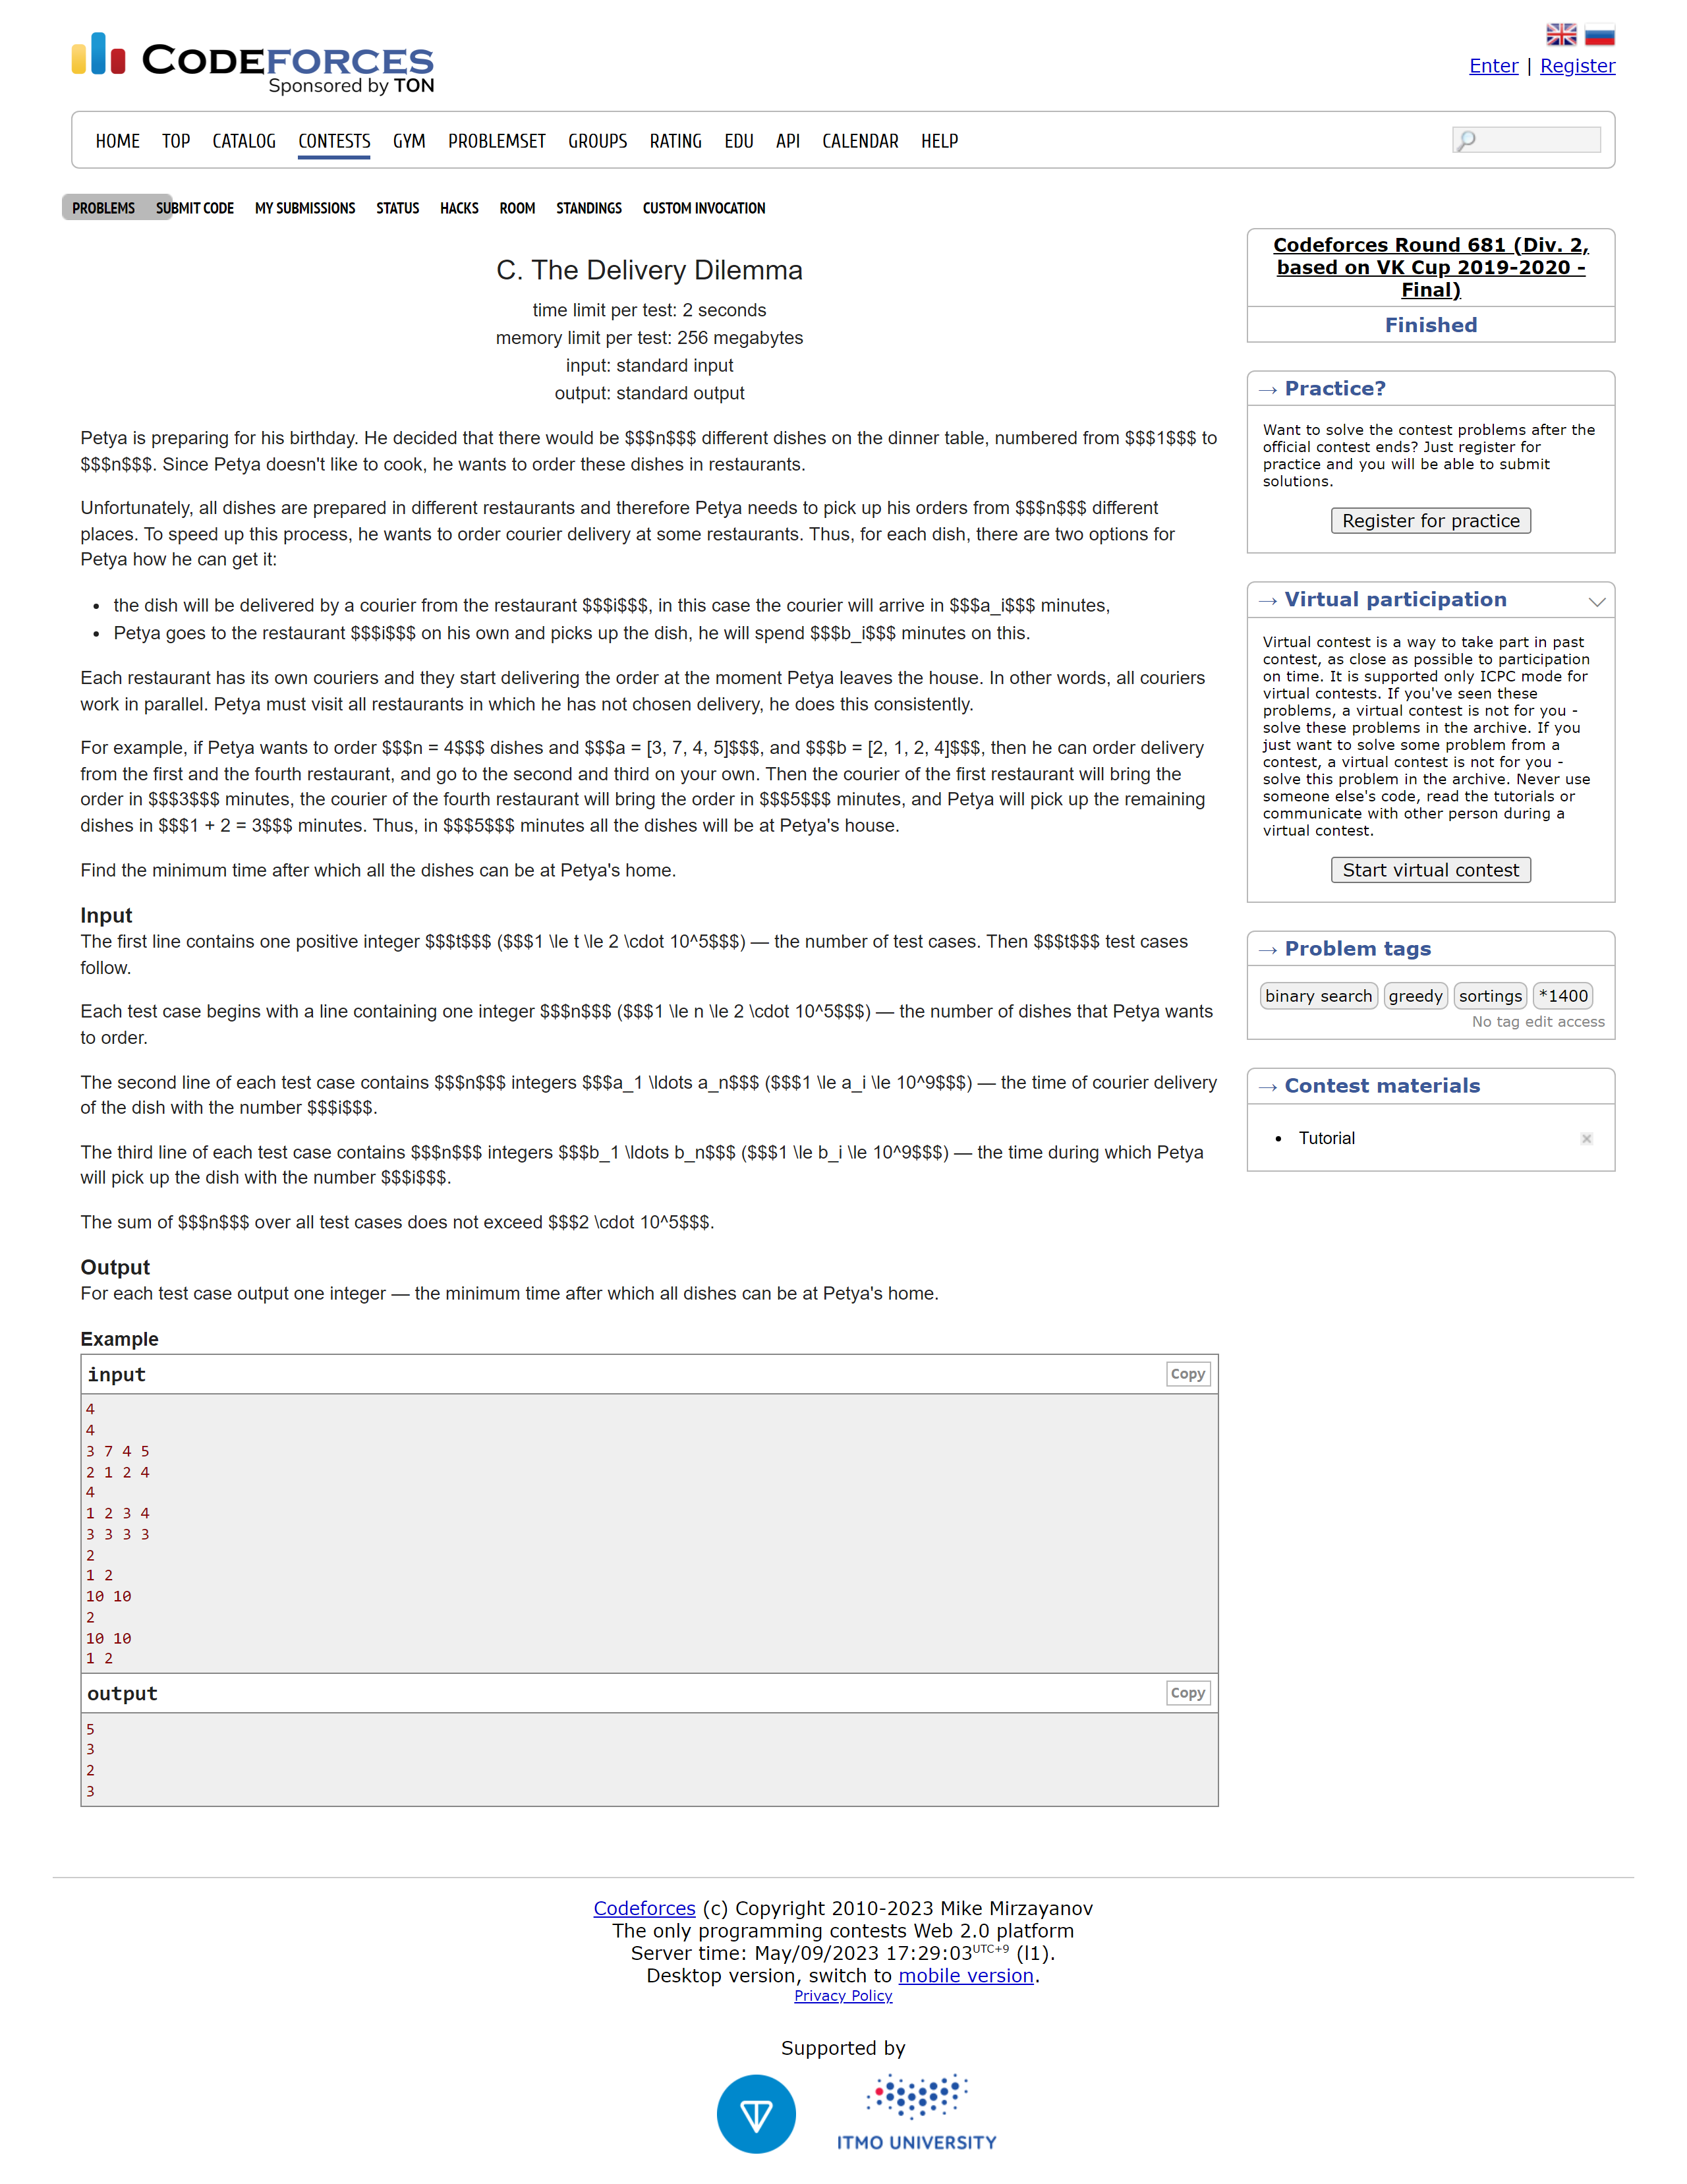 CODEFORCES
Sponsored by TON
Enter | Register
HOME TOP CATALOG CONTESTS GYM PROBLEMSET GROUPS RATING EDU API CALENDAR HELP
PROBLEMS SUBMIT CODE MY SUBMISSIONS STATUS HACKS ROOM STANDINGS CUSTOM INVOCATION
C. The Delivery Dilemma
time limit per test: 2 seconds
memory limit per test: 256 megabytes
input: standard input
output: standard output
Petya is preparing for his birthday. He decided that there would be $$$n$$$ different dishes on the dinner table, numbered from $$$1$$$ to
$$$n$$$. Since Petya doesn't like to cook, he wants to order these dishes in restaurants.
Unfortunately, all dishes are prepared in different restaurants and therefore Petya needs to pick up his orders from $$$n$$$ different
places. To speed up this process, he wants to order courier delivery at some restaurants. Thus, for each dish, there are two options for
Petya how he can get it:
• the dish will be delivered by a courier from the restaurant $$$i$$$, in this case the courier will arrive in $$$a_i$$$ minutes,
• Petya goes to the restaurant $$$i$$$ on his own and picks up the dish, he will spend $$$b_i$$$ minutes on this.
Each restaurant has its own couriers and they start delivering the order at the moment Petya leaves the house. In other words, all couriers
work in parallel. Petya must visit all restaurants in which he has not chosen delivery, he does this consistently.
For example, if Petya wants to order $$$n = 4$$$ dishes and $$$a = [3, 7, 4, 5]$$$, and $$$b = [2, 1, 2, 4]$$$, then he can order delivery
from the first and the fourth restaurant, and go to the second and third on your own. Then the courier of the first restaurant will bring the
order in $$$3$$$ minutes, the courier of the fourth restaurant will bring the order in $$$5$$$ minutes, and Petya will pick up the remaining
dishes in $$$1 + 2 = 3$$$ minutes. Thus, in $$$5$$$ minutes all the dishes will be at Petya's house.
Find the minimum time after which all the dishes can be at Petya's home.
Input
The first line contains one positive integer $$$t$$$ ($$$1 \le t \le 2 \cdot 10^5$$$) — the number of test cases. Then $$$t$$$ test cases
follow.
Each test case begins with a line containing one integer $$$n$$$ ($$$1 \le n \le 2 \cdot 10^5$$$) — the number of dishes that Petya wants
to order.
The second line of each test case contains $$$n$$$ integers $$$a_1 \ldots a_n$$$ ($$$1 \le a_i \le 10^9$$$) — the time of courier delivery
of the dish with the number $$$i$$$.
The third line of each test case contains $$$n$$$ integers $$$b_1 \ldots b_n$$$ ($$$1 \le b_i \le 10^9$$$) — the time during which Petya
will pick up the dish with the number $$$i$$$.
The sum of $$$n$$$ over all test cases does not exceed $$$2 \cdot 10^5$$$.
Output
For each test case output one integer — the minimum time after which all dishes can be at Petya's home.
Example
input
Copy
4
4
3 7 4 5
2 1 2 4
4
1 2 3 4
3 3 3 3
2
1 2
10 10
2
10 10
1 2
output
Copy
5
3
2
3
Codeforces Round 681 (Div. 2,
based on VK Cup 2019-2020 -
Final)
Finished
→ Practice?
Want to solve the contest problems after the
official contest ends? Just register for
practice and you will be able to submit
solutions.
Register for practice
→ Virtual participation
Virtual contest is a way to take part in past
contest, as close as possible to participation
on time. It is supported only ICPC mode for
virtual contests. If you've seen these
problems, a virtual contest is not for you -
solve these problems in the archive. If you
just want to solve some problem from a
contest, a virtual contest is not for you -
solve this problem in the archive. Never use
someone else's code, read the tutorials or
communicate with other person during a
virtual contest.
Start virtual contest
→ Problem tags
binary search greedy sortings *1400
No tag edit access
→ Contest materials
• Tutorial
Codeforces (c) Copyright 2010-2023 Mike Mirzayanov
The only programming contests Web 2.0 platform
Server time: May/09/2023 17:29:03 UTC+9 (l1).
Desktop version, switch to mobile version.
Privacy Policy
Supported by
ITMO UNIVERSITY